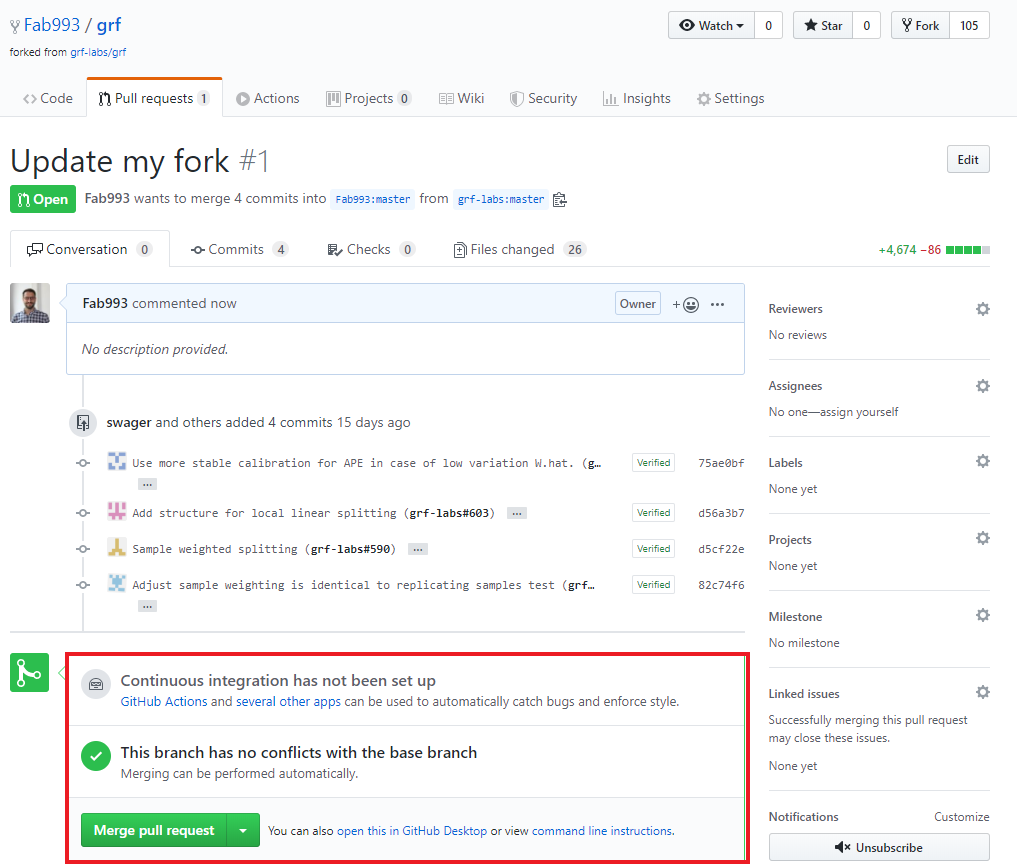 Fab993 / grf
Watch 0
Star 0
Fork 105
forked from grf-labs/grf
Code
Pull requests 1
Actions
Projects 0
Wiki
Security
Insights
Settings
Update my fork #1
Edit
Open
Fab993 wants to merge 4 commits into Fab993:master from grf-labs:master
Conversation 0
Commits 4
Checks 0
Files changed 26
+4,674 −86
Fab993 commented now
Owner
No description provided.
swager and others added 4 commits 15 days ago
Use more stable calibration for APE in case of low variation W.hat. (g…
Verified
75ae0bf
…
Add structure for local linear splitting (grf-labs#603) …
Verified
d56a3b7
Sample weighted splitting (grf-labs#590) …
Verified
d5cf22e
Adjust sample weighting is identical to replicating samples test (grf…
Verified
82c74f6
…
Continuous integration has not been set up
GitHub Actions and several other apps can be used to automatically catch bugs and enforce style.
This branch has no conflicts with the base branch
Merging can be performed automatically.
Merge pull request
You can also open this in GitHub Desktop or view command line instructions.
Reviewers
No reviews
Assignees
No one—assign yourself
Labels
None yet
Projects
None yet
Milestone
No milestone
Linked issues
Successfully merging this pull request
may close these issues.
None yet
Notifications
Customize
Unsubscribe